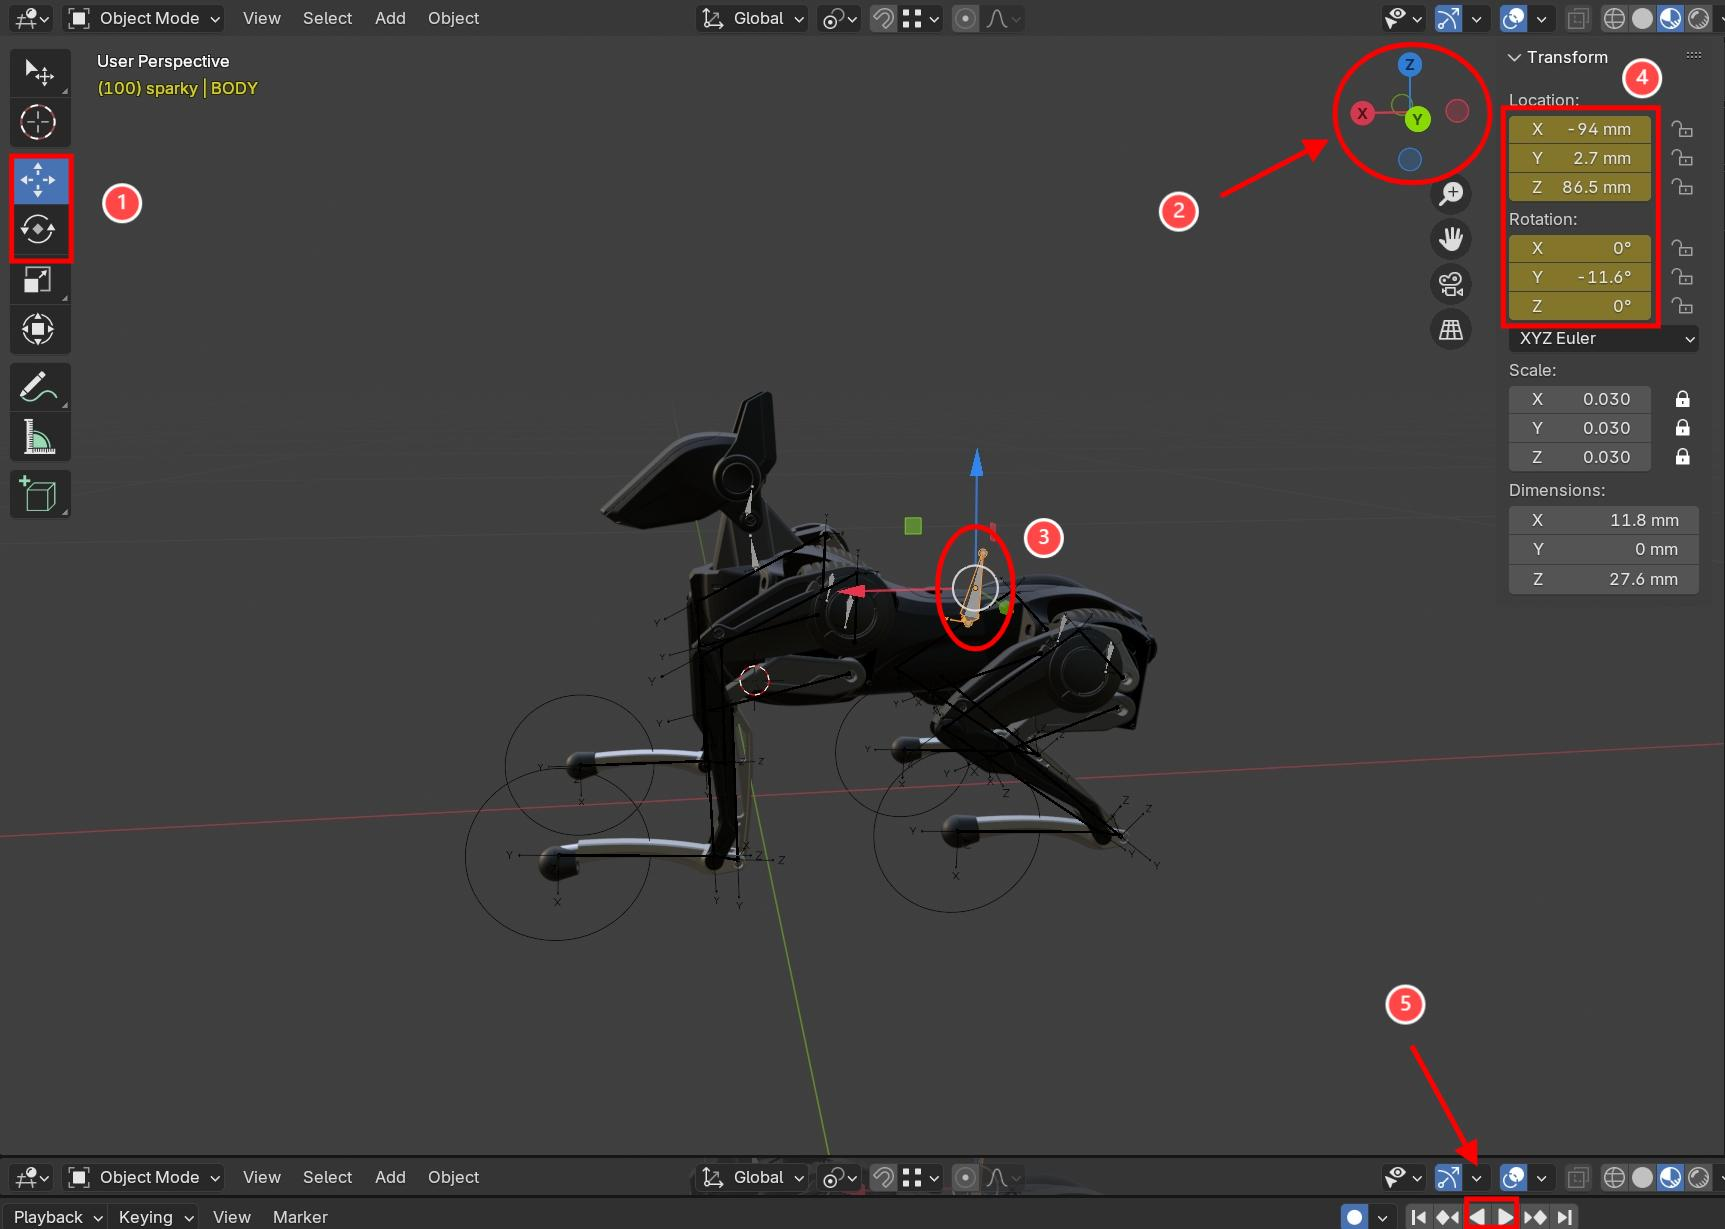 Object Mode View Select Add Object Global
User Perspective
(100) sparky | BODY
1
2
3
4
5
Z
X
Y
Transform
Location:
X -94 mm
Y 2.7 mm
Z 86.5 mm
Rotation:
X 0°
Y -11.6°
Z 0°
XYZ Euler
Scale:
X 0.030
Y 0.030
Z 0.030
Dimensions:
X 11.8 mm
Y 0 mm
Z 27.6 mm
Object Mode View Select Add Object Global
Playback Keying View Marker